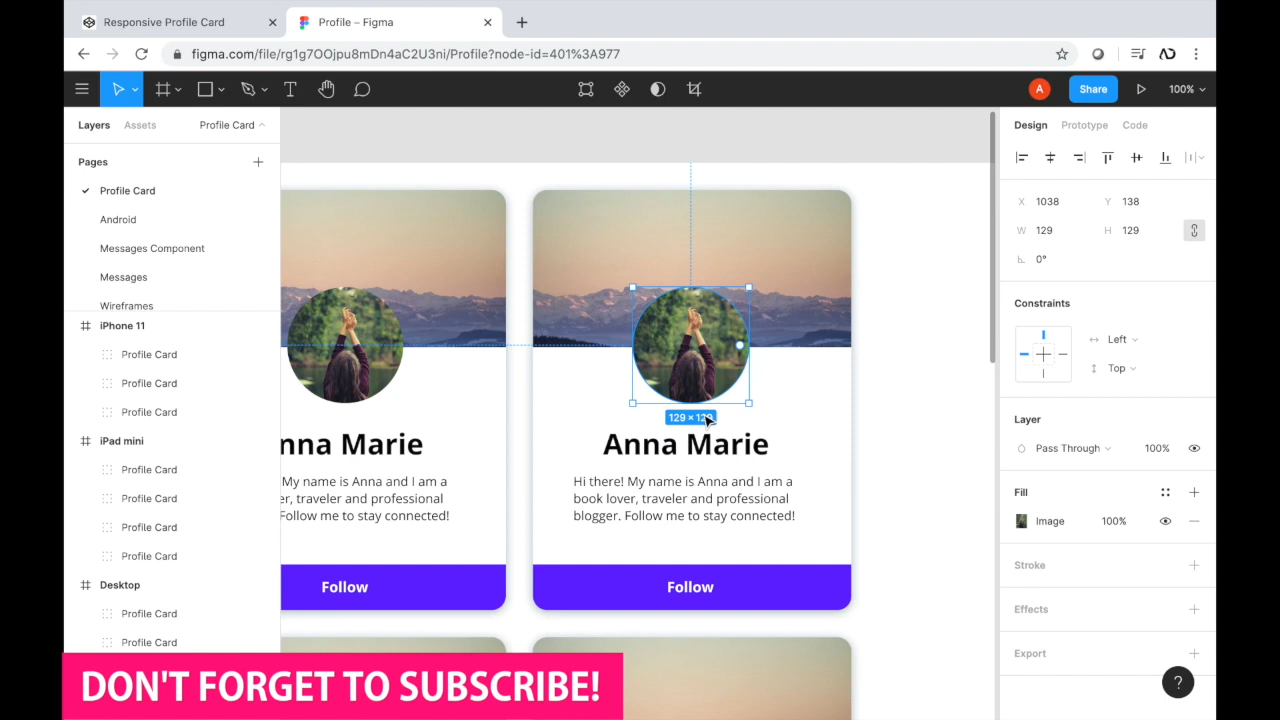 Responsive Profile Card
Profile – Figma
figma.com/file/rg1g7OOjpu8mDn4aC2U3ni/Profile?node-id=401%3A977
A
Share
100%
Layers
Assets
Profile Card
Pages
Profile Card
Android
Messages Component
Messages
Wireframes
iPhone 11
Profile Card
Profile Card
Profile Card
iPad mini
Profile Card
Profile Card
Profile Card
Profile Card
Desktop
Profile Card
Profile Card
nna Marie
My name is Anna and I am a
er, traveler and professional
Follow me to stay connected!
Follow
129 × 129
Anna Marie
Hi there! My name is Anna and I am a
book lover, traveler and professional
blogger. Follow me to stay connected!
Follow
Design
Prototype
Code
X 1038 Y 138
W 129 H 129
0°
Constraints
Left
Top
Layer
Pass Through 100%
Fill
Image 100%
Stroke
Effects
Export
?
DON'T FORGET TO SUBSCRIBE!